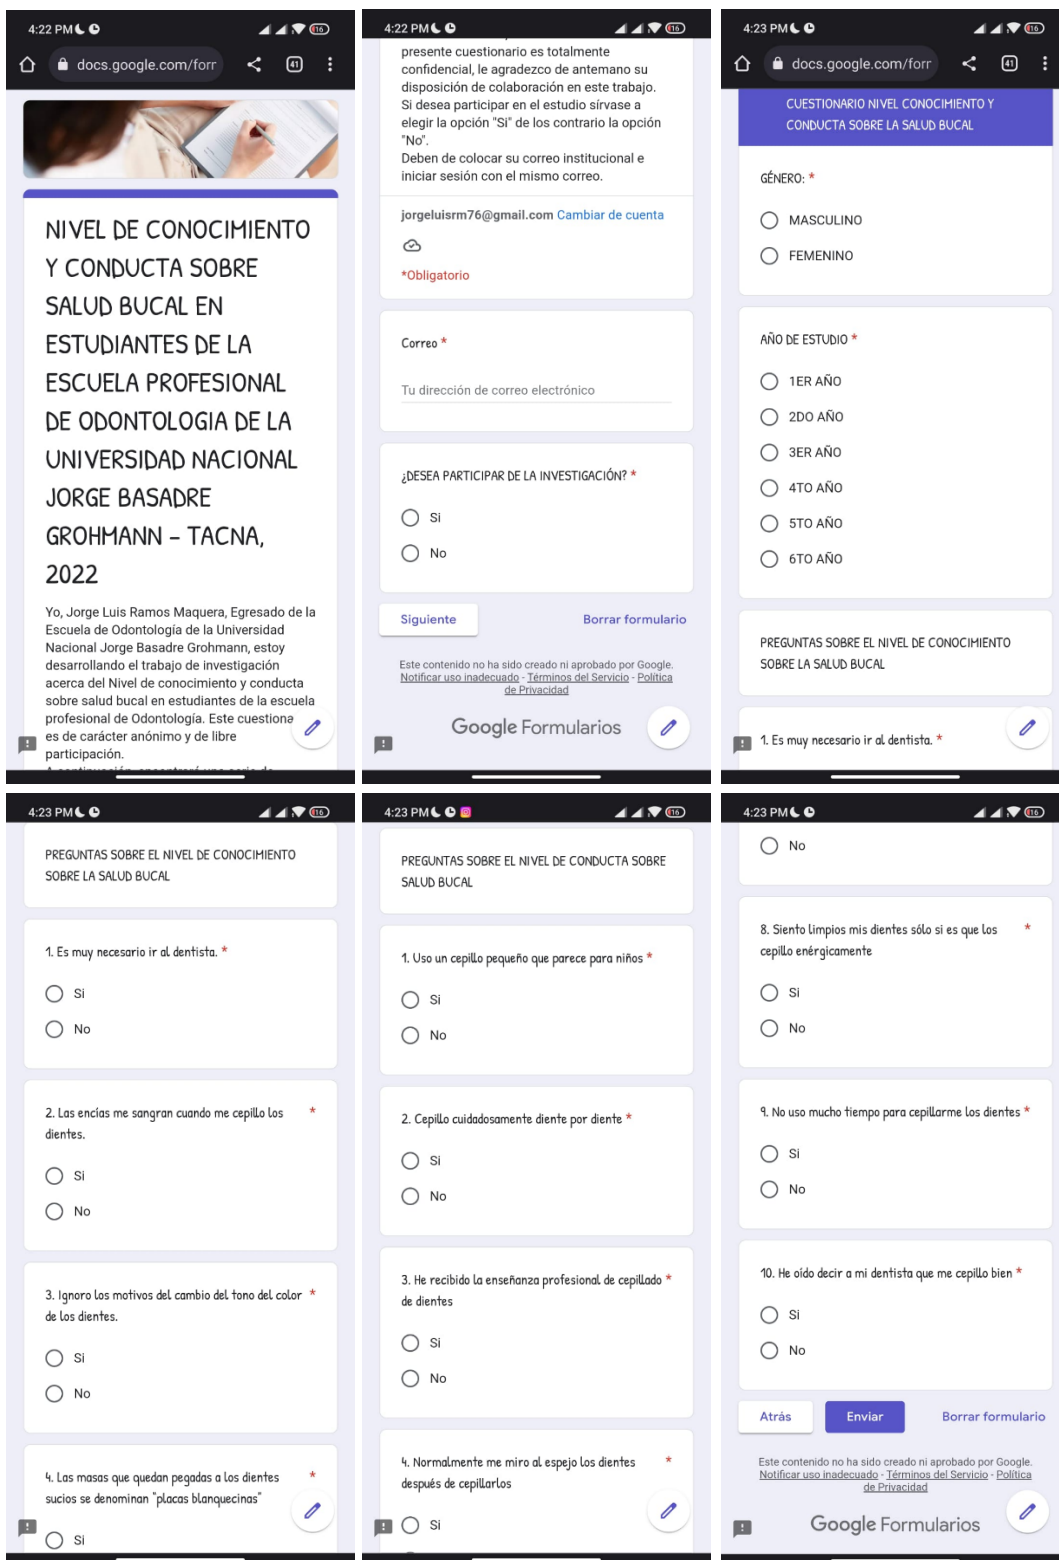 4:22 PM
16
docs.google.com/forr
41
NIVEL DE CONOCIMIENTO
Y CONDUCTA SOBRE
SALUD BUCAL EN
ESTUDIANTES DE LA
ESCUELA PROFESIONAL
DE ODONTOLOGIA DE LA
UNIVERSIDAD NACIONAL
JORGE BASADRE
GROHMANN – TACNA,
2022
Yo, Jorge Luis Ramos Maquera, Egresado de la
Escuela de Odontología de la Universidad
Nacional Jorge Basadre Grohmann, estoy
desarrollando el trabajo de investigación
acerca del Nivel de conocimiento y conducta
sobre salud bucal en estudiantes de la escuela
profesional de Odontología. Este cuestiona
es de carácter anónimo y de libre
participación.
4:22 PM
16
presente cuestionario es totalmente
confidencial, le agradezco de antemano su
disposición de colaboración en este trabajo.
Si desea participar en el estudio sírvase a
elegir la opción "Si" de los contrario la opción
"No".
Deben de colocar su correo institucional e
iniciar sesión con el mismo correo.
jorgeluisrm76@gmail.com Cambiar de cuenta
*Obligatorio
Correo *
Tu dirección de correo electrónico
¿DESEA PARTICIPAR DE LA INVESTIGACIÓN? *
Si
No
Siguiente Borrar formulario
Este contenido no ha sido creado ni aprobado por Google.
Notificar uso inadecuado - Términos del Servicio - Política
de Privacidad
Google Formularios
4:23 PM
16
docs.google.com/forr
41
CUESTIONARIO NIVEL CONOCIMIENTO Y
CONDUCTA SOBRE LA SALUD BUCAL
GÉNERO: *
MASCULINO
FEMENINO
AÑO DE ESTUDIO *
1ER AÑO
2DO AÑO
3ER AÑO
4TO AÑO
5TO AÑO
6TO AÑO
PREGUNTAS SOBRE EL NIVEL DE CONOCIMIENTO
SOBRE LA SALUD BUCAL
1. Es muy necesario ir al dentista. *
4:23 PM
16
PREGUNTAS SOBRE EL NIVEL DE CONOCIMIENTO
SOBRE LA SALUD BUCAL
1. Es muy necesario ir al dentista. *
Si
No
2. Las encías me sangran cuando me cepillo los *
dientes.
Si
No
3. Ignoro los motivos del cambio del tono del color *
de los dientes.
Si
No
4. Las masas que quedan pegadas a los dientes *
sucios se denominan "placas blanquecinas"
Si
4:23 PM
16
PREGUNTAS SOBRE EL NIVEL DE CONDUCTA SOBRE
SALUD BUCAL
1. Uso un cepillo pequeño que parece para niños *
Si
No
2. Cepillo cuidadosamente diente por diente *
Si
No
3. He recibido la enseñanza profesional de cepillado *
de dientes
Si
No
4. Normalmente me miro al espejo los dientes *
después de cepillarlos
Si
4:23 PM
16
No
8. Siento limpios mis dientes sólo si es que los *
cepillo enérgicamente
Si
No
9. No uso mucho tiempo para cepillarme los dientes *
Si
No
10. He oído decir a mi dentista que me cepillo bien *
Si
No
Atrás Enviar Borrar formulario
Este contenido no ha sido creado ni aprobado por Google.
Notificar uso inadecuado - Términos del Servicio - Política
de Privacidad
Google Formularios